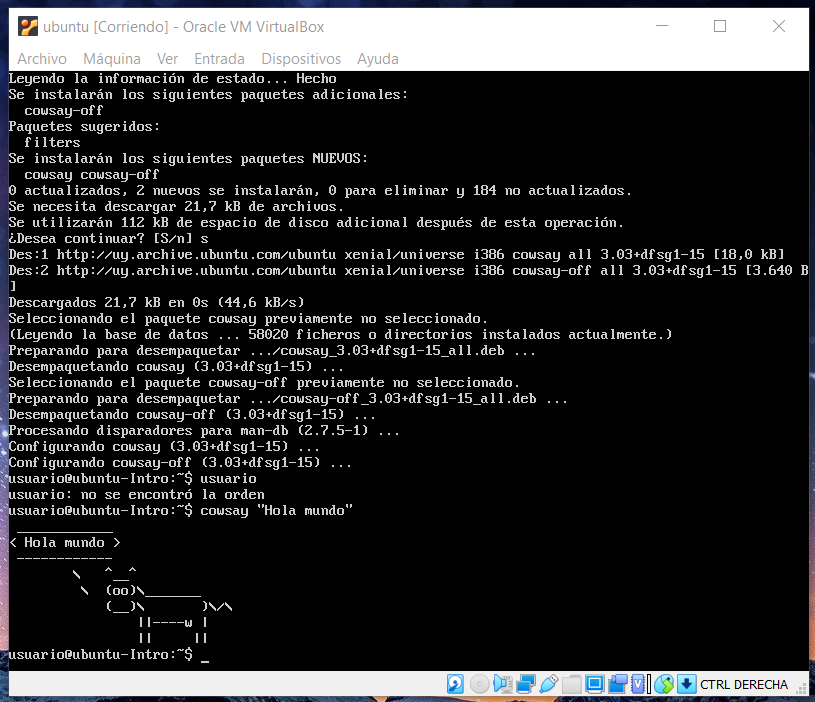 ubuntu [Corriendo] - Oracle VM VirtualBox
Archivo Máquina Ver Entrada Dispositivos Ayuda
Leyendo la información de estado... Hecho
Se instalarán los siguientes paquetes adicionales:
  cowsay-off
Paquetes sugeridos:
  filters
Se instalarán los siguientes paquetes NUEVOS:
  cowsay cowsay-off
0 actualizados, 2 nuevos se instalarán, 0 para eliminar y 184 no actualizados.
Se necesita descargar 21,7 kB de archivos.
Se utilizarán 112 kB de espacio de disco adicional después de esta operación.
¿Desea continuar? [S/n] s
Des:1 http://uy.archive.ubuntu.com/ubuntu xenial/universe i386 cowsay all 3.03+dfsg1-15 [18,0 kB]
Des:2 http://uy.archive.ubuntu.com/ubuntu xenial/universe i386 cowsay-off all 3.03+dfsg1-15 [3.640 B
]
Descargados 21,7 kB en 0s (44,6 kB/s)
Seleccionando el paquete cowsay previamente no seleccionado.
(Leyendo la base de datos ... 58020 ficheros o directorios instalados actualmente.)
Preparando para desempaquetar .../cowsay_3.03+dfsg1-15_all.deb ...
Desempaquetando cowsay (3.03+dfsg1-15) ...
Seleccionando el paquete cowsay-off previamente no seleccionado.
Preparando para desempaquetar .../cowsay-off_3.03+dfsg1-15_all.deb ...
Desempaquetando cowsay-off (3.03+dfsg1-15) ...
Procesando disparadores para man-db (2.7.5-1) ...
Configurando cowsay (3.03+dfsg1-15) ...
Configurando cowsay-off (3.03+dfsg1-15) ...
usuario@ubuntu-Intro:~$ usuario
usuario: no se encontró la orden
usuario@ubuntu-Intro:~$ cowsay "Hola mundo"
 ____________
< Hola mundo >
 ------------
        \   ^__^
         \  (oo)\_______
            (__)\       )\/\
                ||----w |
                ||     ||
usuario@ubuntu-Intro:~$ _
CTRL DERECHA